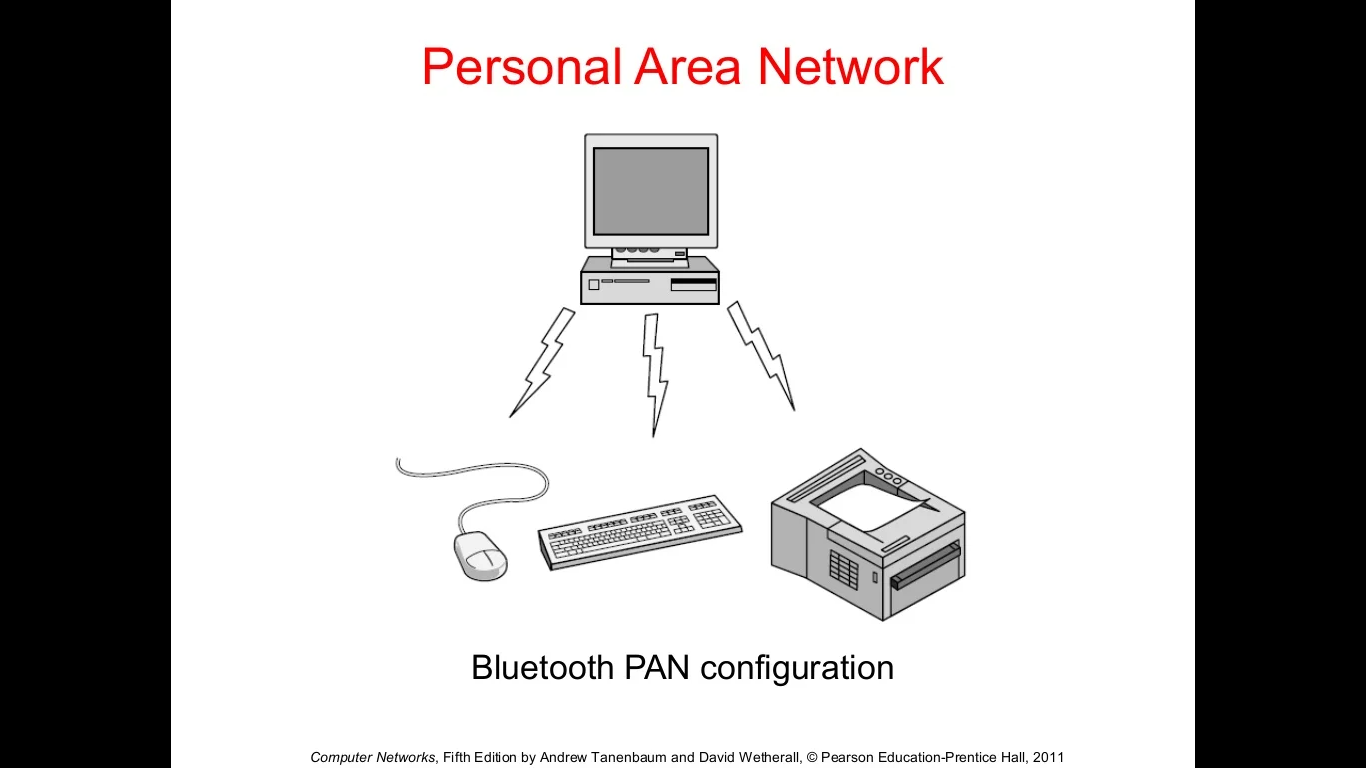 Personal Area Network
Bluetooth PAN configuration
Computer Networks, Fifth Edition by Andrew Tanenbaum and David Wetherall, © Pearson Education-Prentice Hall, 2011